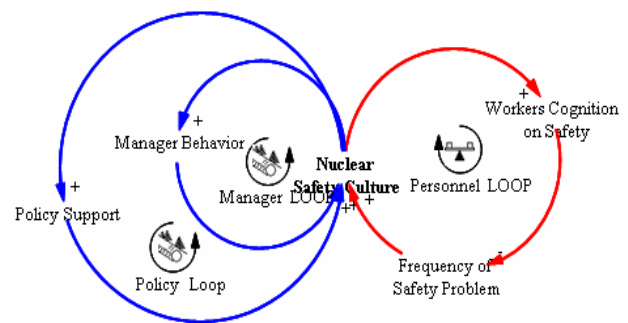 +
Workers Cognition
on Safety
+
Manager Behavior
Nuclear
Safety Culture
Manager LOOP
Personnel LOOP
+
Policy Support
+
+
+
-
Policy Loop
Frequency of
Safety Problem